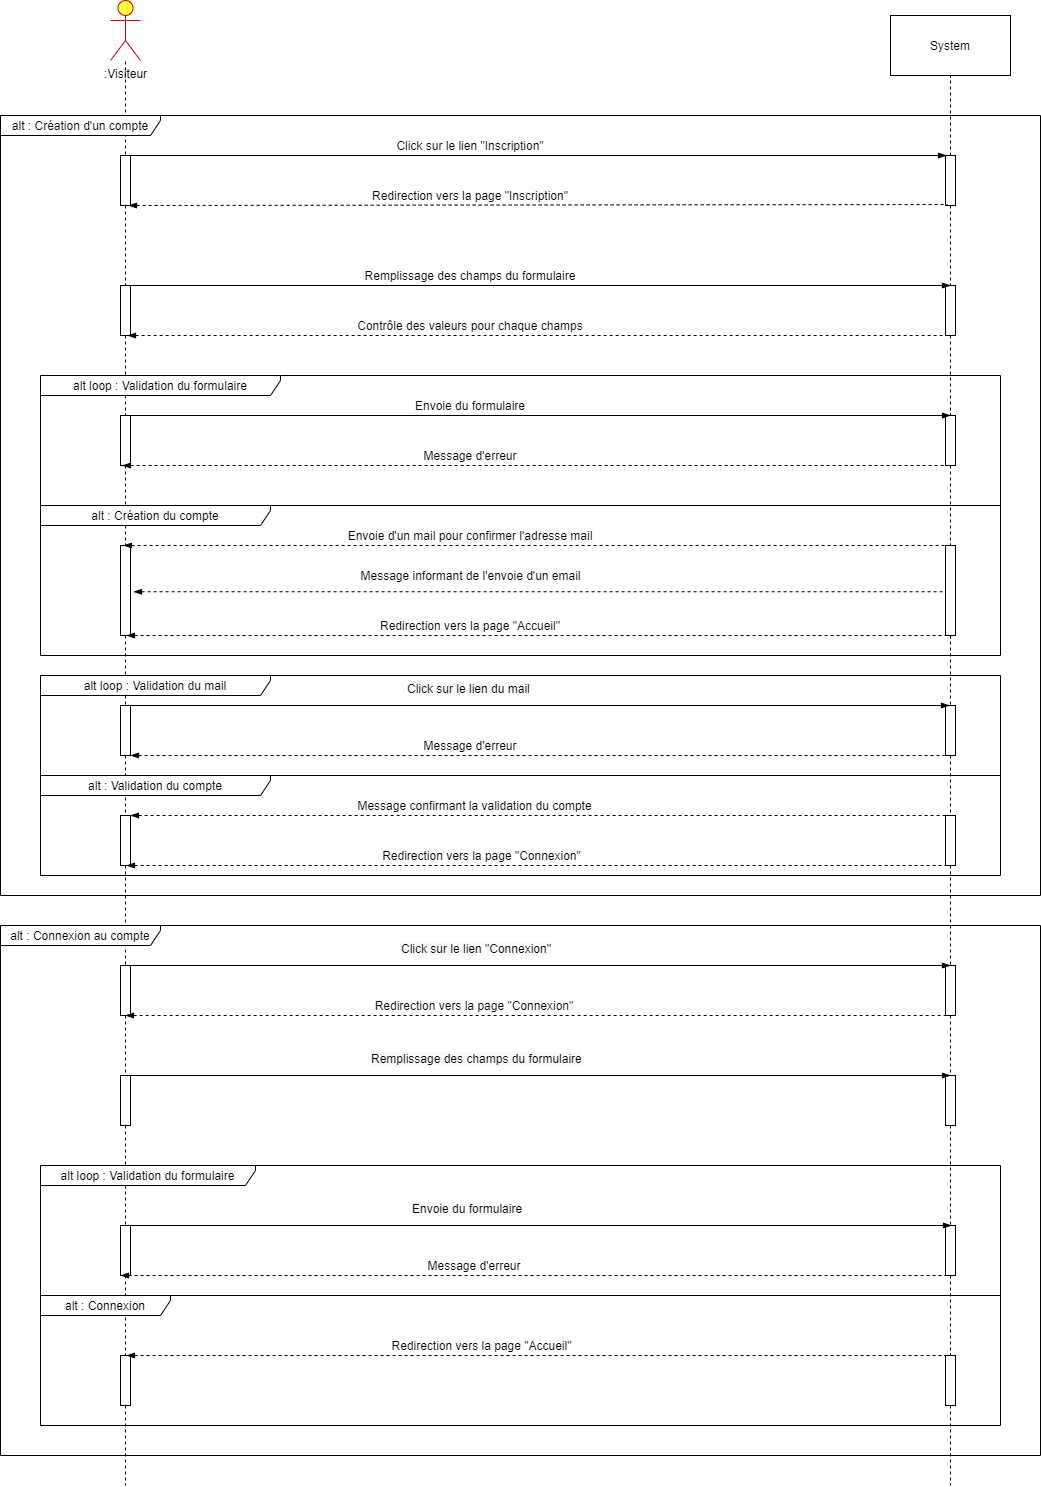 :Visiteur
System
alt : Création d'un compte
Click sur le lien "Inscription"
Redirection vers la page "Inscription"
Remplissage des champs du formulaire
Contrôle des valeurs pour chaque champs
alt loop : Validation du formulaire
Envoie du formulaire
Message d'erreur
alt : Création du compte
Envoie d'un mail pour confirmer l'adresse mail
Message informant de l'envoie d'un email
Redirection vers la page "Accueil"
alt loop : Validation du mail
Click sur le lien du mail
Message d'erreur
alt : Validation du compte
Message confirmant la validation du compte
Redirection vers la page "Connexion"
alt : Connexion au compte
Click sur le lien "Connexion"
Redirection vers la page "Connexion"
Remplissage des champs du formulaire
alt loop : Validation du formulaire
Envoie du formulaire
Message d'erreur
alt : Connexion
Redirection vers la page "Accueil"